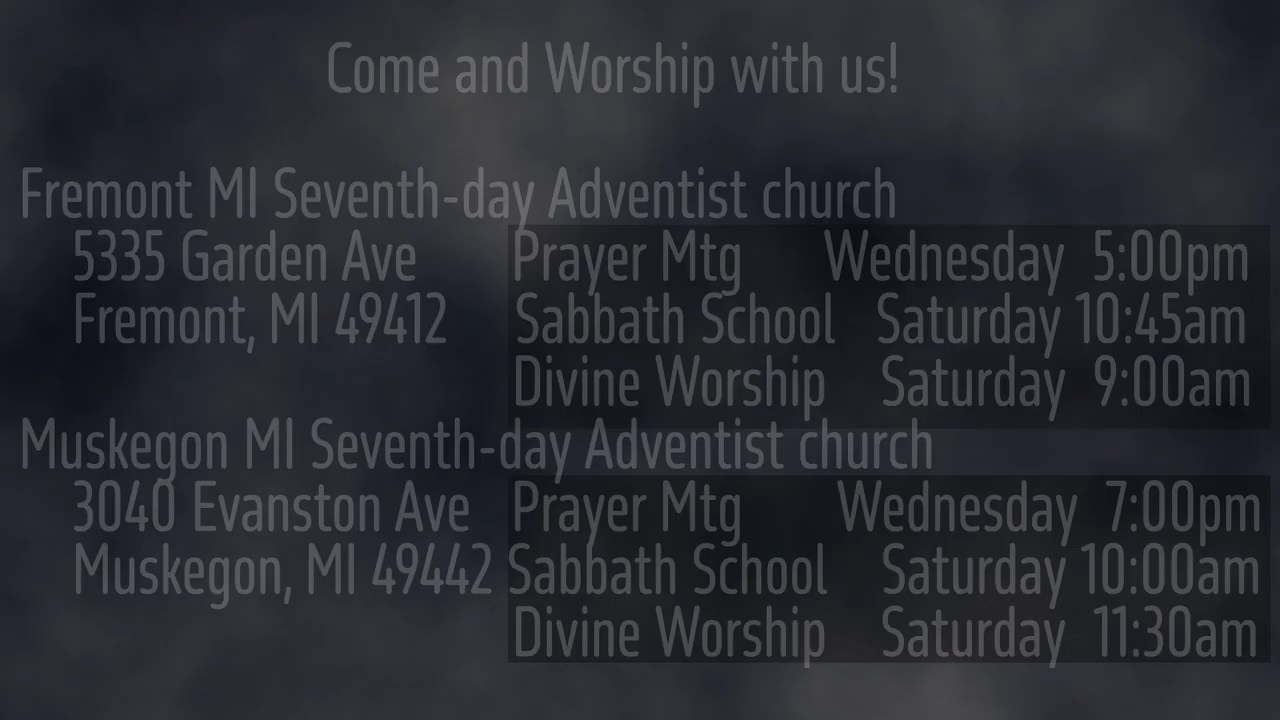 Come and Worship with us!
Fremont MI Seventh-day Adventist church
5335 Garden Ave Prayer Mtg Wednesday 5:00pm
Fremont, MI 49412 Sabbath School Saturday 10:45am
Divine Worship Saturday 9:00am
Muskegon MI Seventh-day Adventist church
3040 Evanston Ave Prayer Mtg Wednesday 7:00pm
Muskegon, MI 49442 Sabbath School Saturday 10:00am
Divine Worship Saturday 11:30am